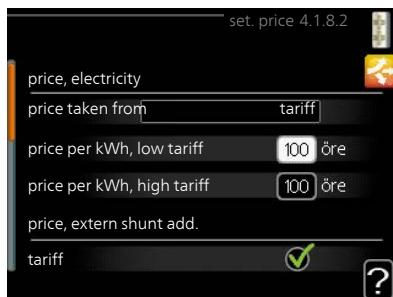 set. price 4.1.8.2
price, electricity
price taken from tariff
price per kWh, low tariff 100 öre
price per kWh, high tariff 100 öre
price, extern shunt add.
tariff
?